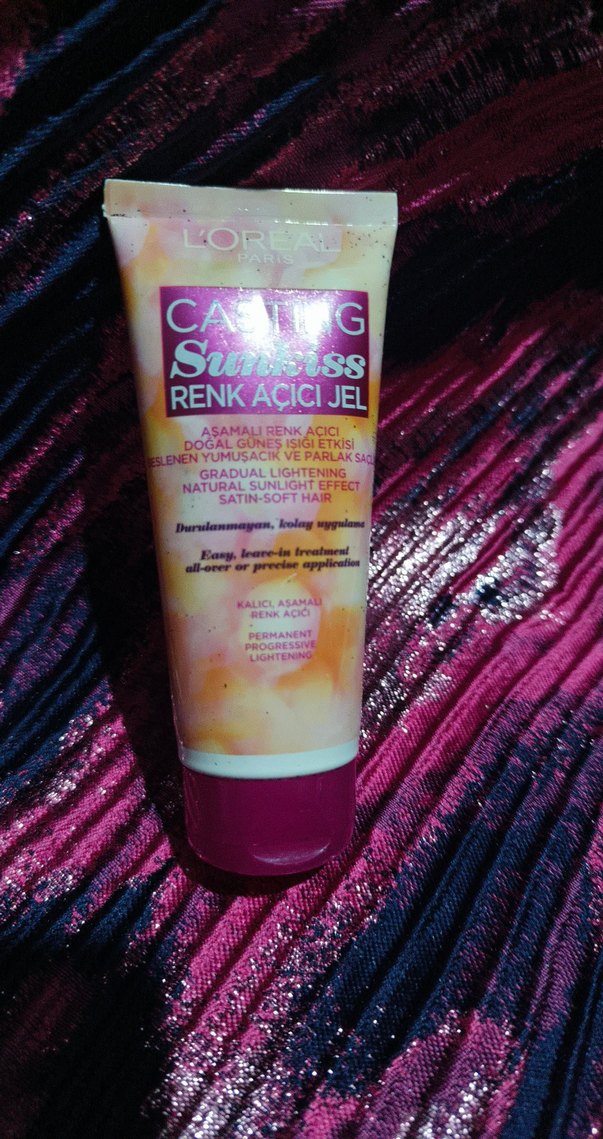 L'ORÉAL
PARIS
CASTING
Sunkiss
RENK AÇICI JEL
AŞAMALI RENK AÇICI
DOĞAL GÜNEŞ IŞIĞI ETKİSİ
BESLENEN YUMUŞACIK VE PARLAK SAÇLAR
GRADUAL LIGHTENING
NATURAL SUNLIGHT EFFECT
SATIN-SOFT HAIR
Durulanmayan, kolay uygulama
Easy, leave-in treatment
all-over or precise application
KALICI, AŞAMALI
RENK AÇICI
PERMANENT
PROGRESSIVE
LIGHTENING